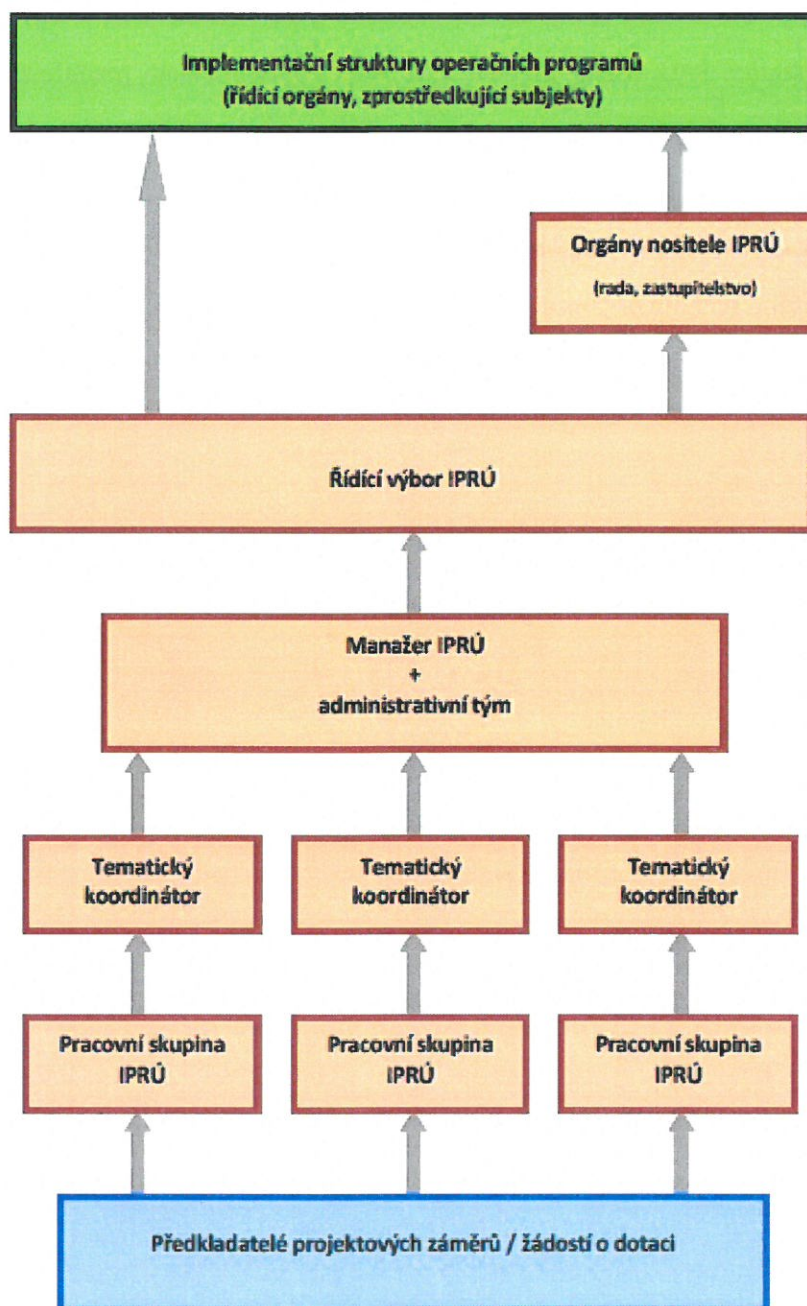 Implementační struktury operačních programů
(řídící orgány, zprostředkující subjekty)
Orgány nositele IPRÚ
(rada, zastupitelstvo)
Řídící výbor IPRÚ
Manažer IPRÚ
+
administrativní tým
Tematický
koordinátor
Tematický
koordinátor
Tematický
koordinátor
Pracovní skupina
IPRÚ
Pracovní skupina
IPRÚ
Pracovní skupina
IPRÚ
Předkladatelé projektových záměrů / žádostí o dotaci